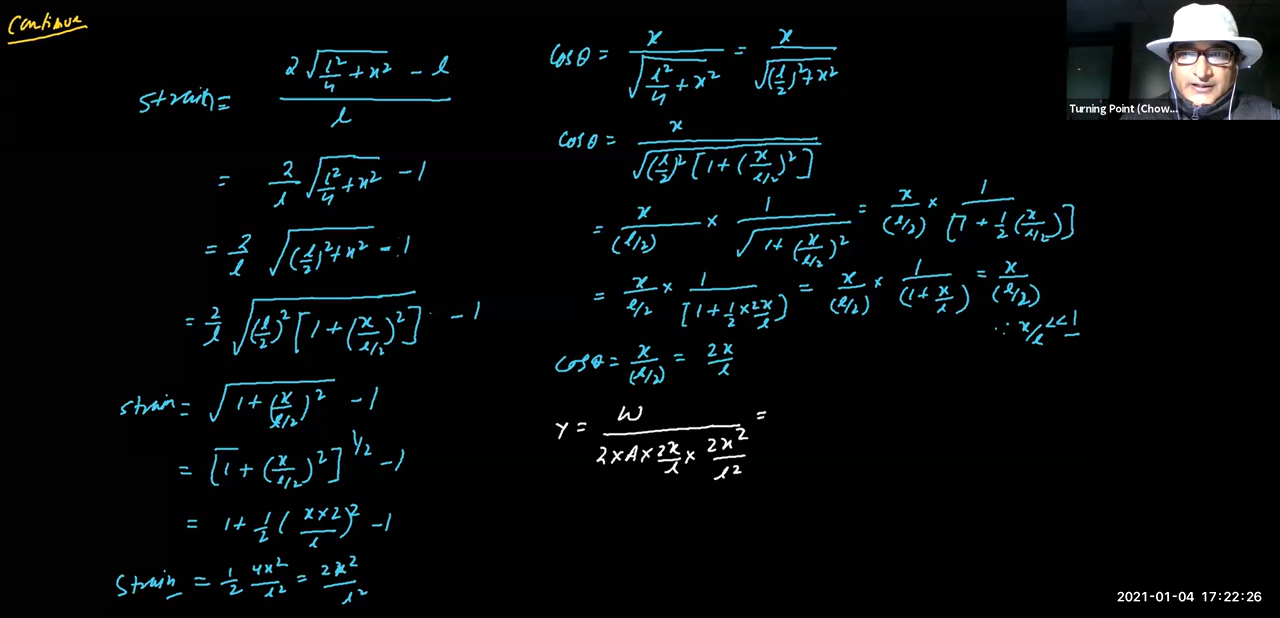 Continue
strain = (2√(l²/4 + x²) − l) / l
= 2/l √(l²/4 + x²) − 1
= 2/l √((l/2)² + x²) − 1
= 2/l √((l/2)² [1 + (x/(l/2))²]) − 1
strain = √(1 + (x/(l/2))²) − 1
= [1 + (x/(l/2))²]^1/2 − 1
= 1 + 1/2 (x×2/l)² − 1
strain = 1/2 4x²/l² = 2x²/l²
cosθ = x/√(l²/4 + x²) = x/√((l/2)² + x²)
cosθ = x/√((l/2)² [1 + (x/(l/2))²])
= x/(l/2) × 1/√(1 + (x/(l/2))²) = x/(l/2) × 1/[1 + 1/2 (x/(l/2))]
= x/(l/2) × 1/[1 + 1/2 × 2x/l] = x/(l/2) × 1/(1 + x/l) = x/(l/2)
∵ x/l << 1
cosθ = x/(l/2) = 2x/l
Y = W/(2×A×2x/l × 2x²/l²) =
Turning Point (Chow...
2021-01-04 17:22:26